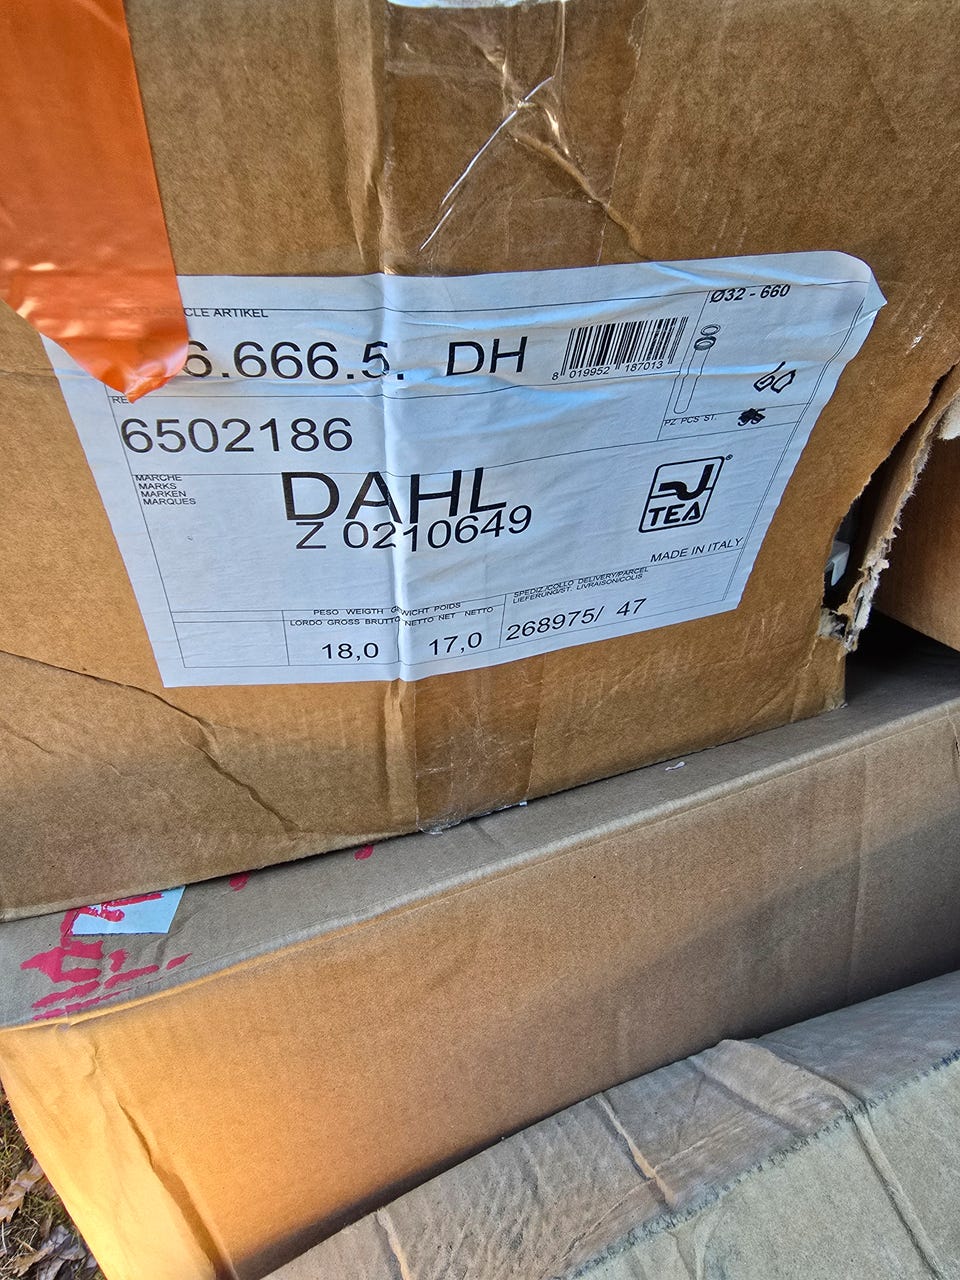 CLE ARTIKEL
6.666.5. DH
8 019952 187013
Ø32 - 660
60
PZ PCS ST.
RE
6502186
MARCHE
MARKS
MARKEN
MARQUES
DAHL
Z 0210649
TEA
®
MADE IN ITALY
PESO WEIGTH GEWICHT POIDS
LORDO GROSS BRUTTO NETTO NET NETTO
18,0
17,0
SPEDIZ./COLLO DELIVERY/PARCEL
LIEFERUNG/ST. LIVRAISON/COLIS
268975/ 47